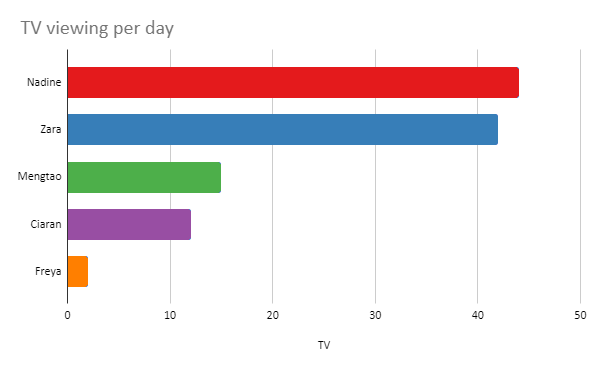 TV viewing per day
Nadine
Zara
Mengtao
Ciaran
Freya
0 10 20 30 40 50
TV